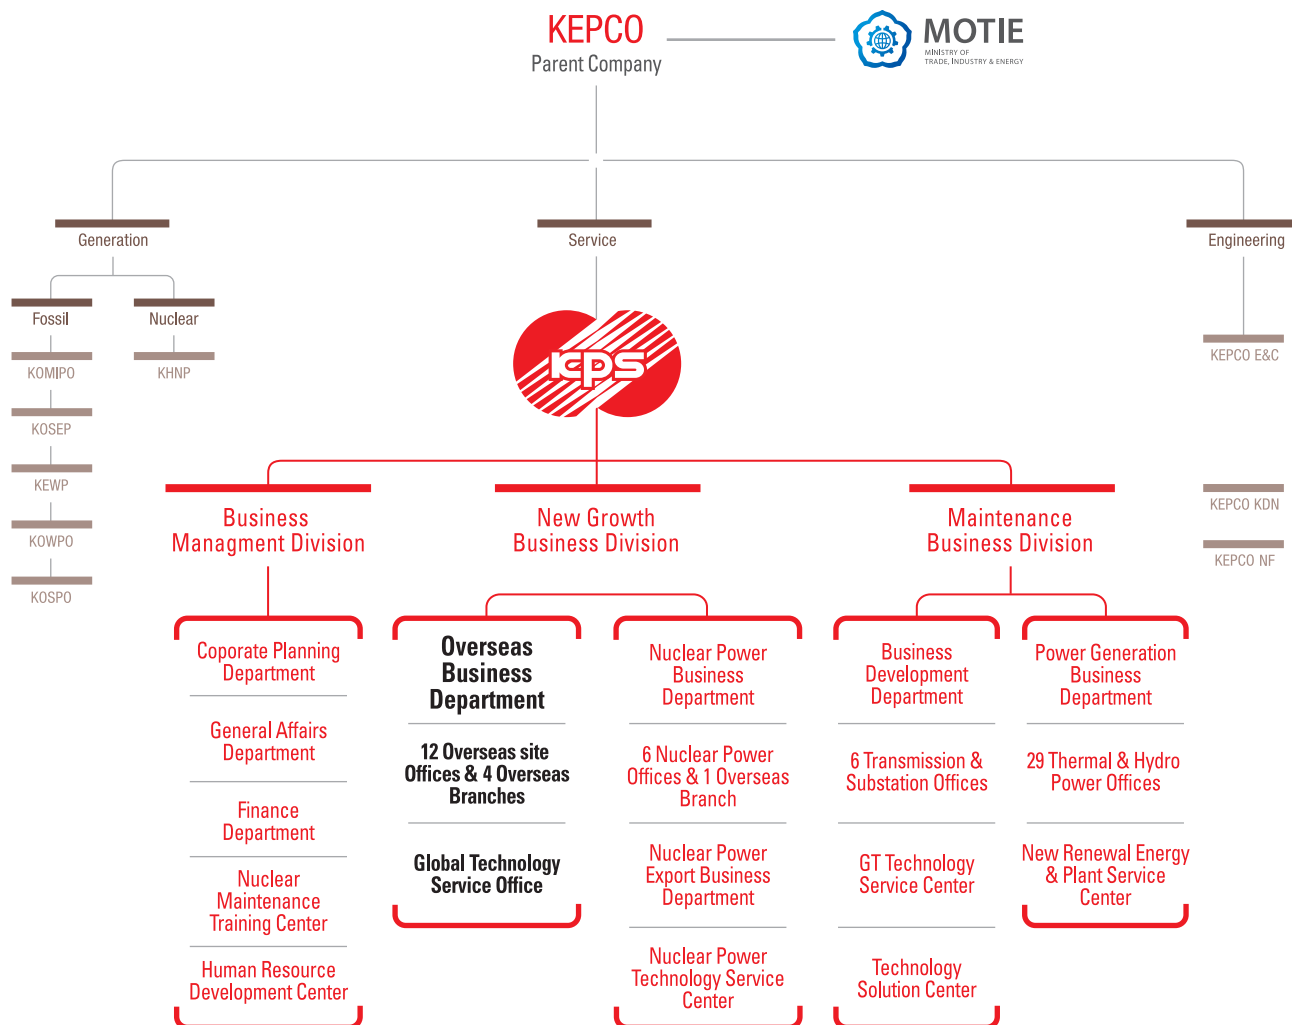 KEPCO
Parent Company
MOTIE
MINISTRY OF
TRADE, INDUSTRY & ENERGY
Generation
Service
Engineering
Fossil
Nuclear
KOMIPO
KHNP
KOSEP
KEWP
KOWPO
KOSPO
KPS
KEPCO E&C
KEPCO KDN
KEPCO NF
Business
Managment Division
New Growth
Business Division
Maintenance
Business Division
Coporate Planning
Department
General Affairs
Department
Finance
Department
Nuclear
Maintenance
Training Center
Human Resource
Development Center
Overseas
Business
Department
12 Overseas site
Offices & 4 Overseas
Branches
Global Technology
Service Office
Nuclear Power
Business
Department
6 Nuclear Power
Offices & 1 Overseas
Branch
Nuclear Power
Export Business
Department
Nuclear Power
Technology Service
Center
Business
Development
Department
6 Transmission &
Substation Offices
GT Technology
Service Center
Technology
Solution Center
Power Generation
Business
Department
29 Thermal & Hydro
Power Offices
New Renewal Energy
& Plant Service
Center